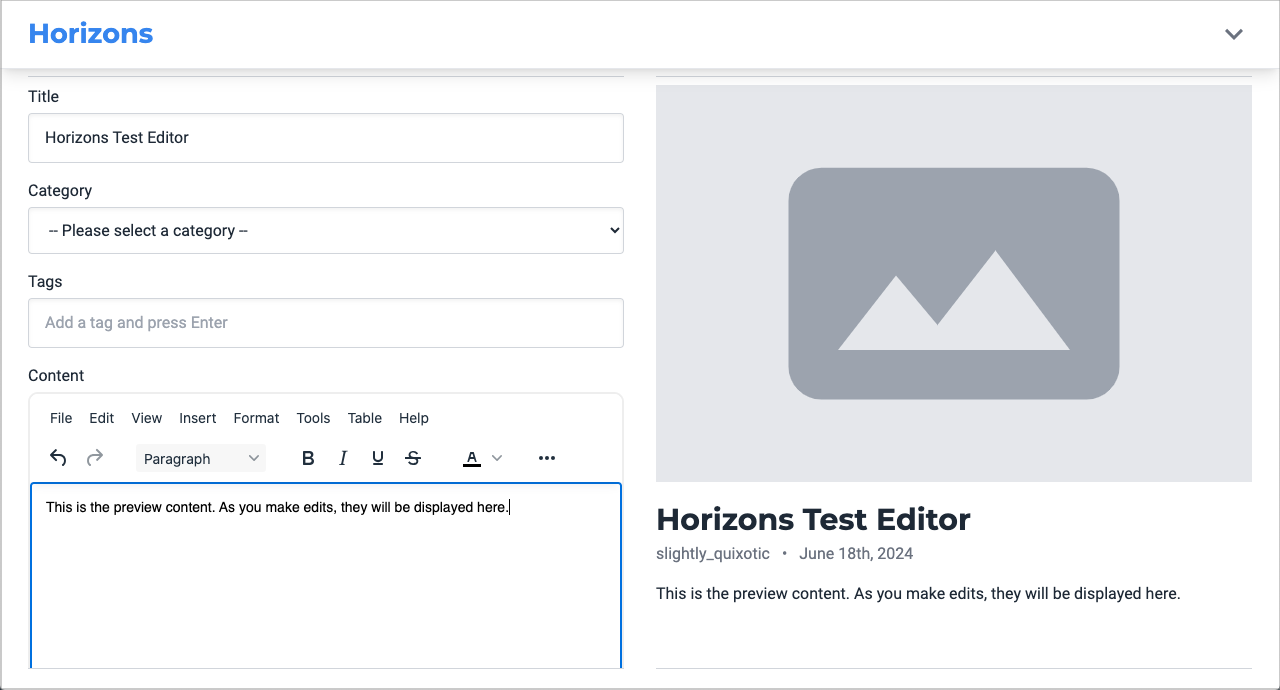 Horizons
Title
Horizons Test Editor
Category
-- Please select a category --
Tags
Add a tag and press Enter
Content
File Edit View Insert Format Tools Table Help
Paragraph B I U S A
This is the preview content. As you make edits, they will be displayed here.
Horizons Test Editor
slightly_quixotic • June 18th, 2024
This is the preview content. As you make edits, they will be displayed here.